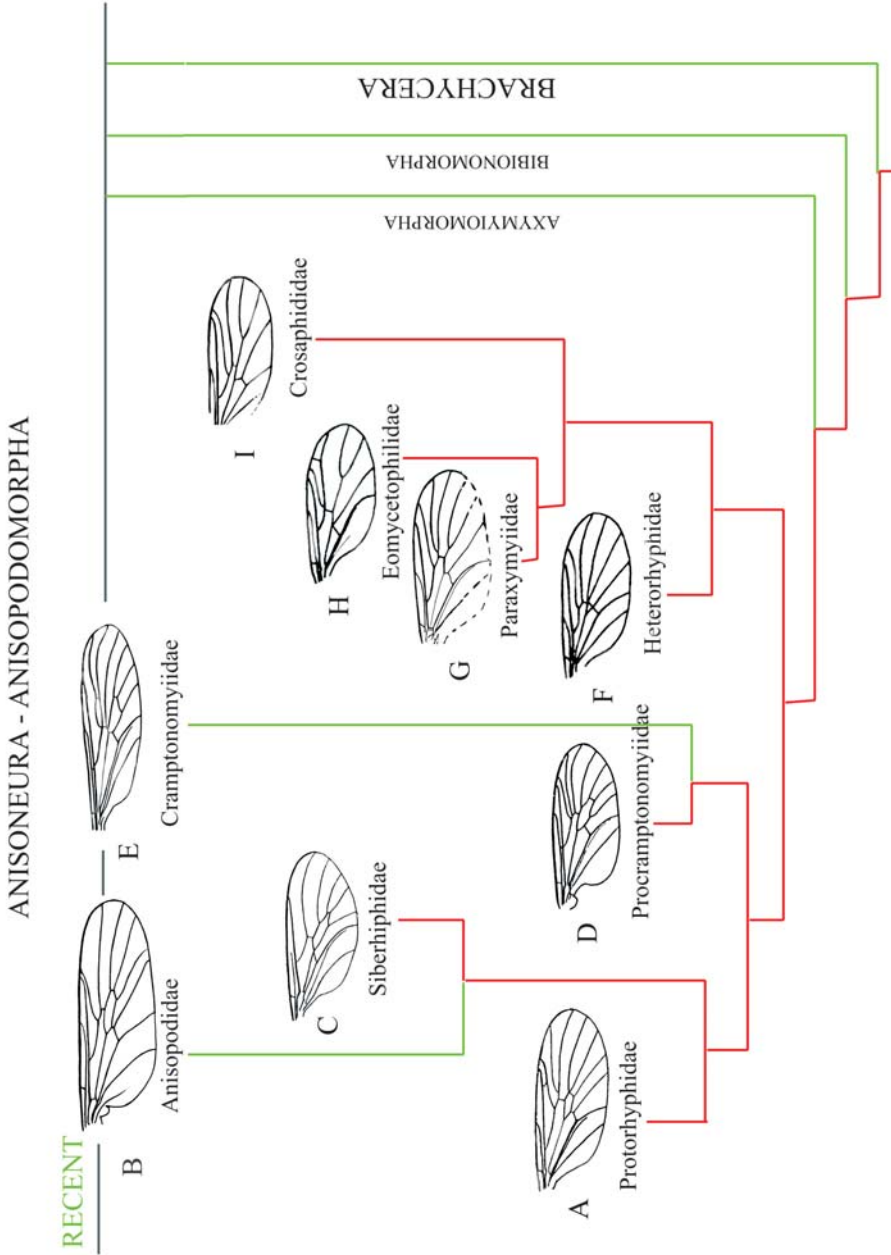 ANISONEURA - ANISOPODOMORPHA
RECENT
B
Anisopodidae
E
Cramptonomyiidae
C
Siberhiphidae
I
Crosaphididae
H
Eomycetophilidae
G
Paraxymyiidae
F
Heterorhyphidae
D
Procramptonomyiidae
A
Protorhyphidae
AXYMYIOMORPHA
BIBIONOMORPHA
BRACHYCERA